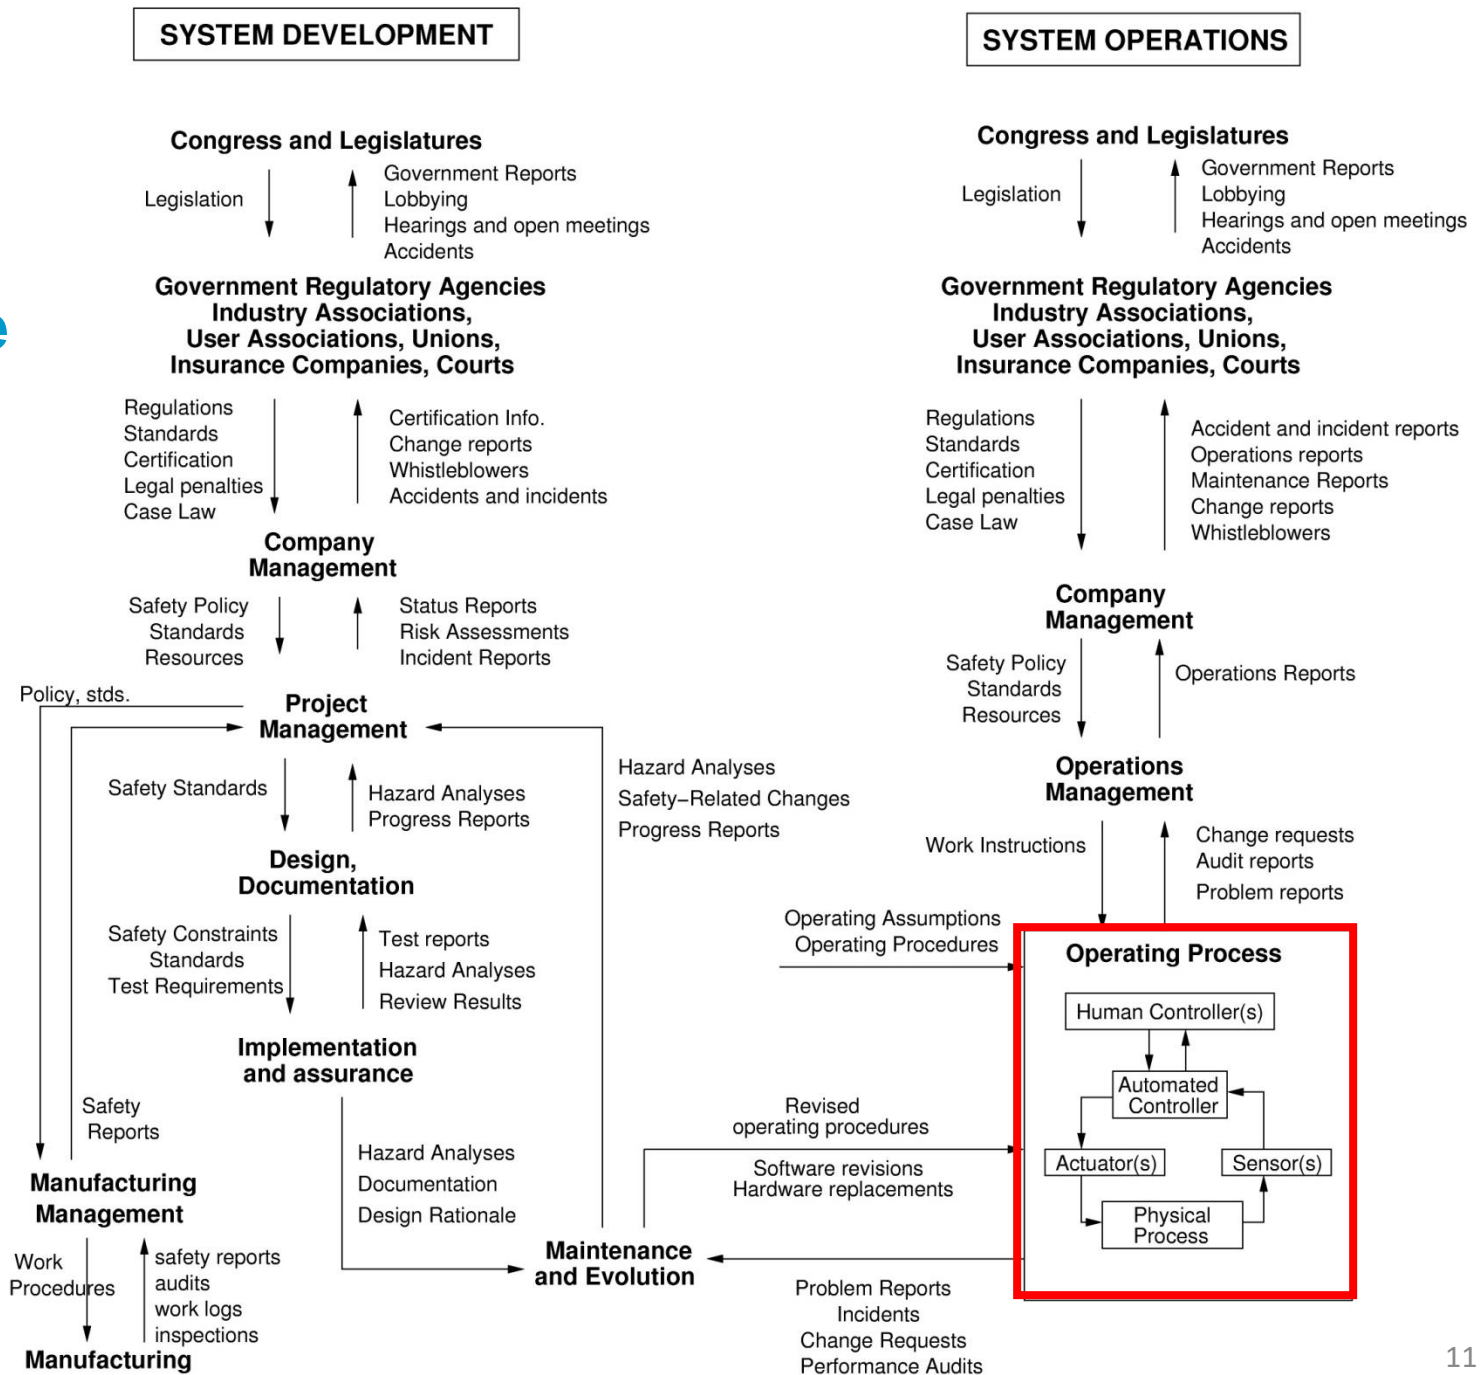 SYSTEM DEVELOPMENT
Congress and Legislatures
Legislation
Government Reports
Lobbying
Hearings and open meetings
Accidents
Government Regulatory Agencies
Industry Associations,
User Associations, Unions,
Insurance Companies, Courts
Regulations
Standards
Certification
Legal penalties
Case Law
Certification Info.
Change reports
Whistleblowers
Accidents and incidents
Company
Management
Safety Policy
Standards
Resources
Status Reports
Risk Assessments
Incident Reports
Policy, stds.
Project
Management
Safety Standards
Hazard Analyses
Progress Reports
Hazard Analyses
Safety−Related Changes
Progress Reports
Design,
Documentation
Safety Constraints
Standards
Test Requirements
Test reports
Hazard Analyses
Review Results
Implementation
and assurance
Safety
Reports
Hazard Analyses
Documentation
Design Rationale
Manufacturing
Management
Work
Procedures
safety reports
audits
work logs
inspections
Manufacturing
Maintenance
and Evolution
SYSTEM OPERATIONS
Congress and Legislatures
Legislation
Government Reports
Lobbying
Hearings and open meetings
Accidents
Government Regulatory Agencies
Industry Associations,
User Associations, Unions,
Insurance Companies, Courts
Regulations
Standards
Certification
Legal penalties
Case Law
Accident and incident reports
Operations reports
Maintenance Reports
Change reports
Whistleblowers
Company
Management
Safety Policy
Standards
Resources
Operations Reports
Operations
Management
Work Instructions
Change requests
Audit reports
Problem reports
Operating Assumptions
Operating Procedures
Operating Process
Human Controller(s)
Automated
Controller
Actuator(s)
Sensor(s)
Physical
Process
Revised
operating procedures
Software revisions
Hardware replacements
Problem Reports
Incidents
Change Requests
Performance Audits
e
11